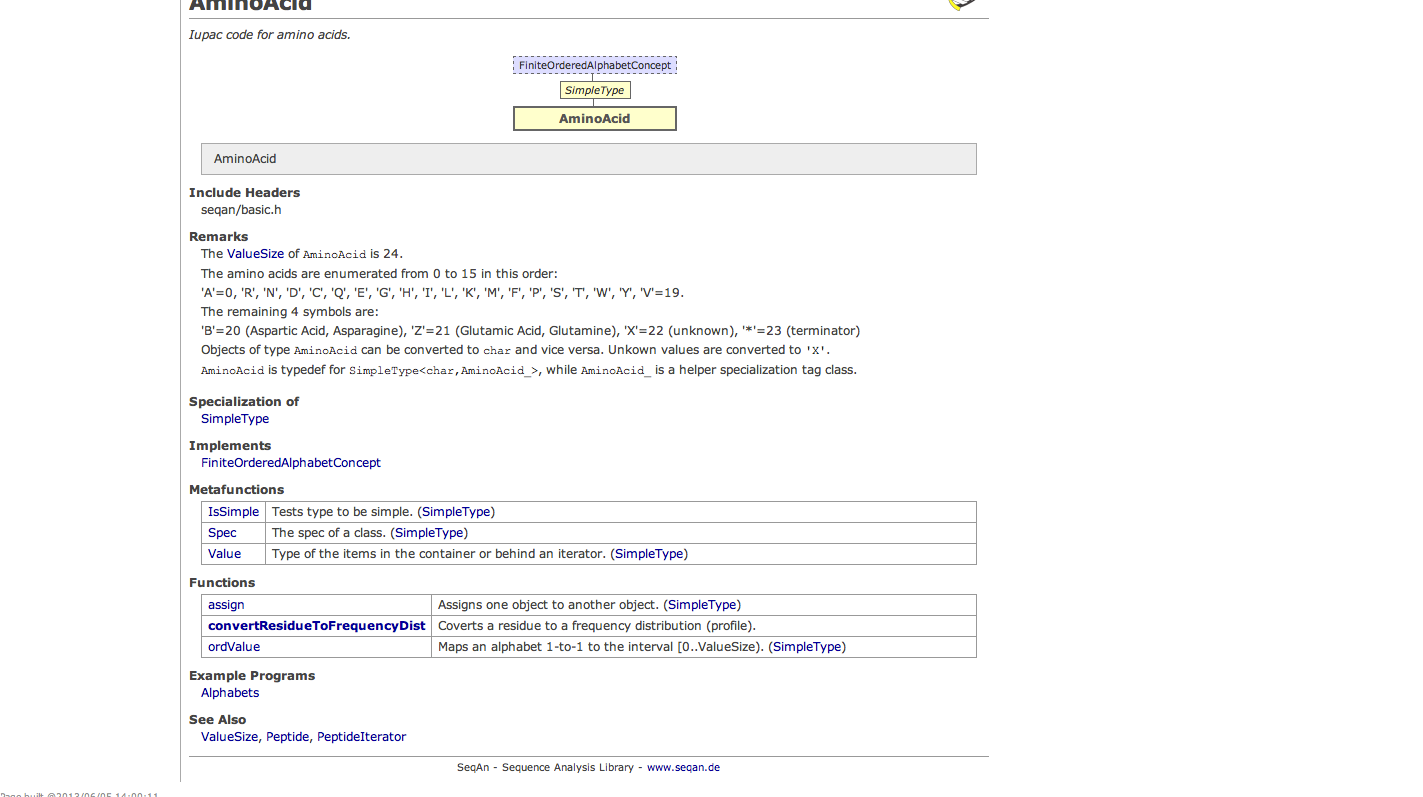 AminoAcid
Iupac code for amino acids.
FiniteOrderedAlphabetConcept
SimpleType
AminoAcid
AminoAcid
Include Headers
seqan/basic.h
Remarks
The ValueSize of AminoAcid is 24.
The amino acids are enumerated from 0 to 15 in this order:
'A'=0, 'R', 'N', 'D', 'C', 'Q', 'E', 'G', 'H', 'I', 'L', 'K', 'M', 'F', 'P', 'S', 'T', 'W', 'Y', 'V'=19.
The remaining 4 symbols are:
'B'=20 (Aspartic Acid, Asparagine), 'Z'=21 (Glutamic Acid, Glutamine), 'X'=22 (unknown), '*'=23 (terminator)
Objects of type AminoAcid can be converted to char and vice versa. Unkown values are converted to 'X'.
AminoAcid is typedef for SimpleType<char,AminoAcid_>, while AminoAcid_ is a helper specialization tag class.
Specialization of
SimpleType
Implements
FiniteOrderedAlphabetConcept
Metafunctions
IsSimple Tests type to be simple. (SimpleType)
Spec The spec of a class. (SimpleType)
Value Type of the items in the container or behind an iterator. (SimpleType)
Functions
assign Assigns one object to another object. (SimpleType)
convertResidueToFrequencyDist Coverts a residue to a frequency distribution (profile).
ordValue Maps an alphabet 1-to-1 to the interval [0..ValueSize). (SimpleType)
Example Programs
Alphabets
See Also
ValueSize, Peptide, PeptideIterator
SeqAn - Sequence Analysis Library - www.seqan.de
Page built @2013/06/05 14:00:11